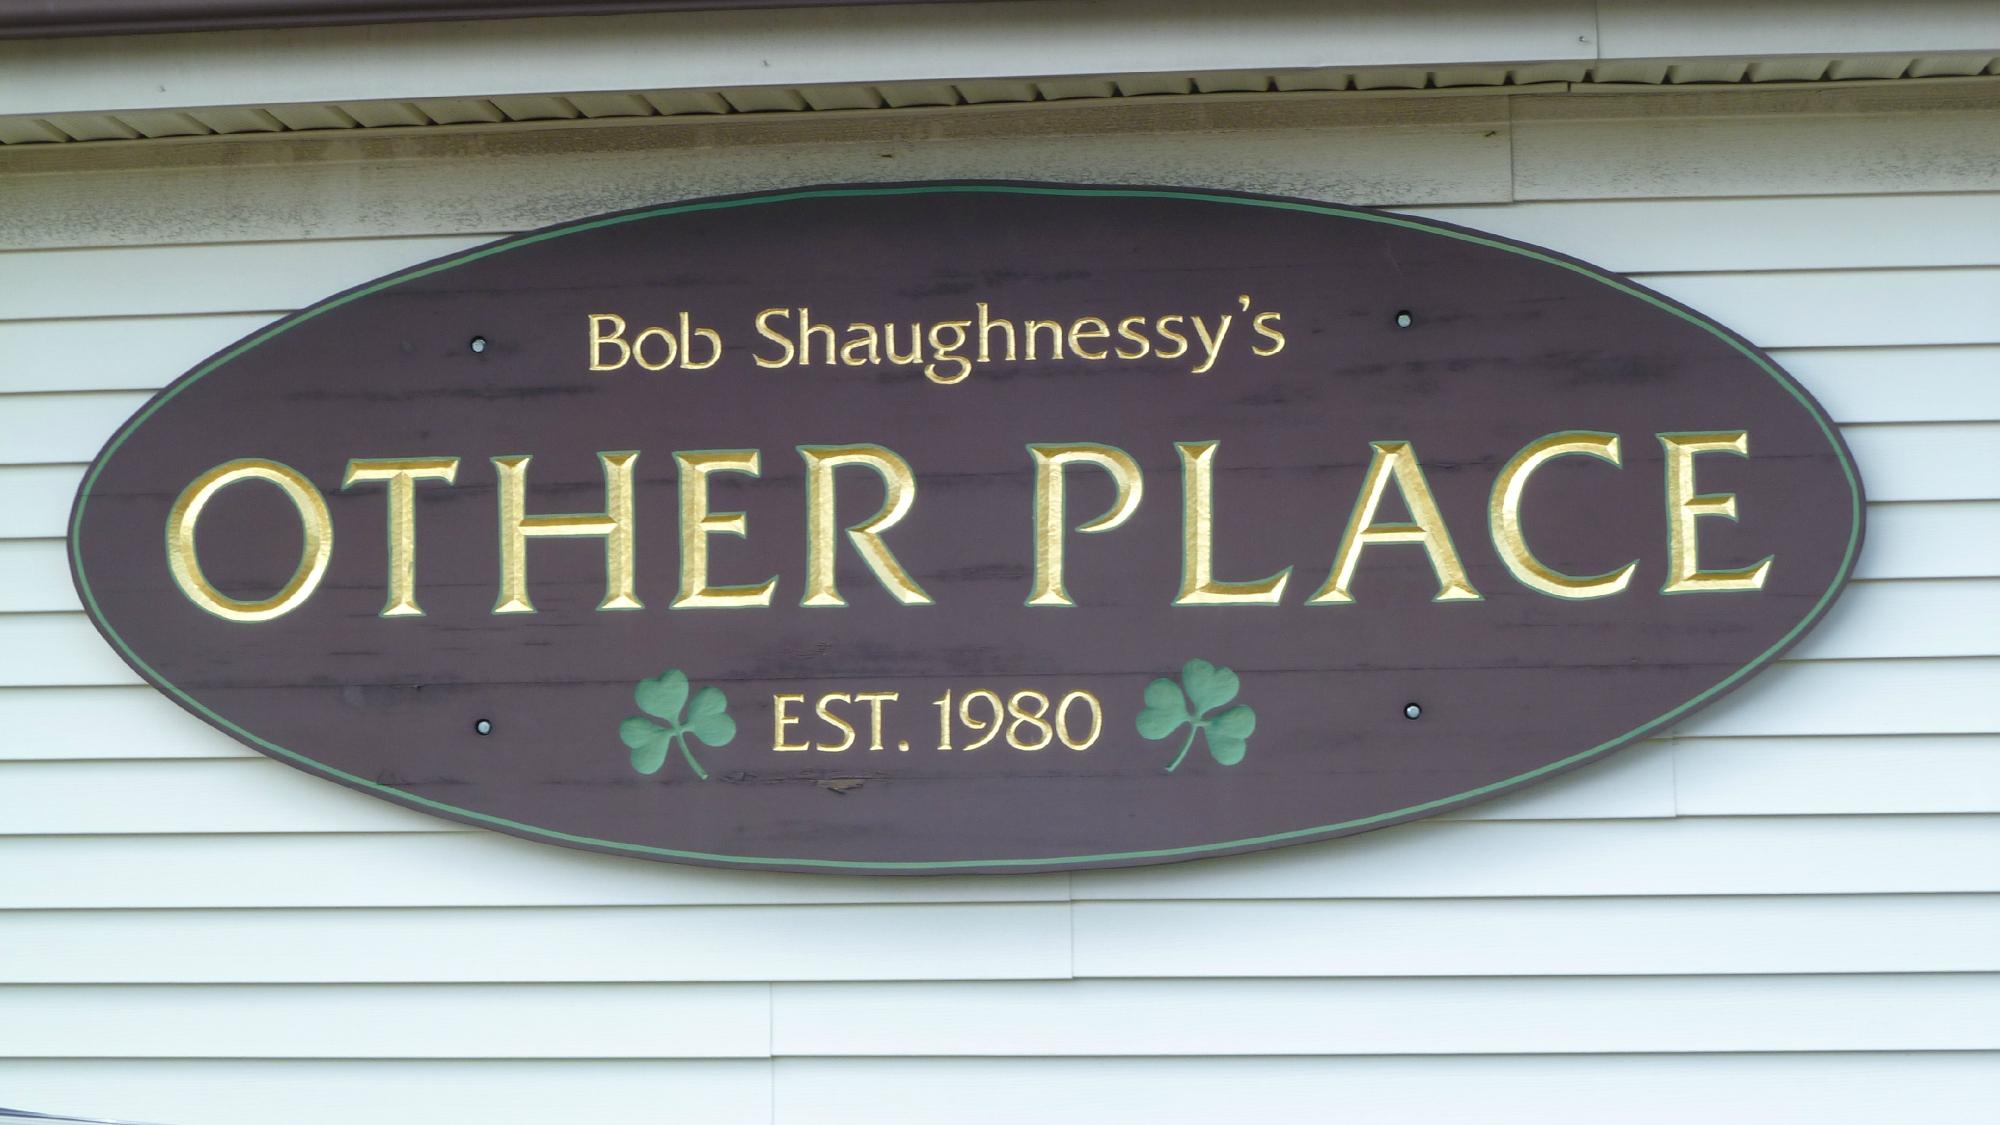 Bob Shaughnessy's
OTHER PLACE
EST. 1980